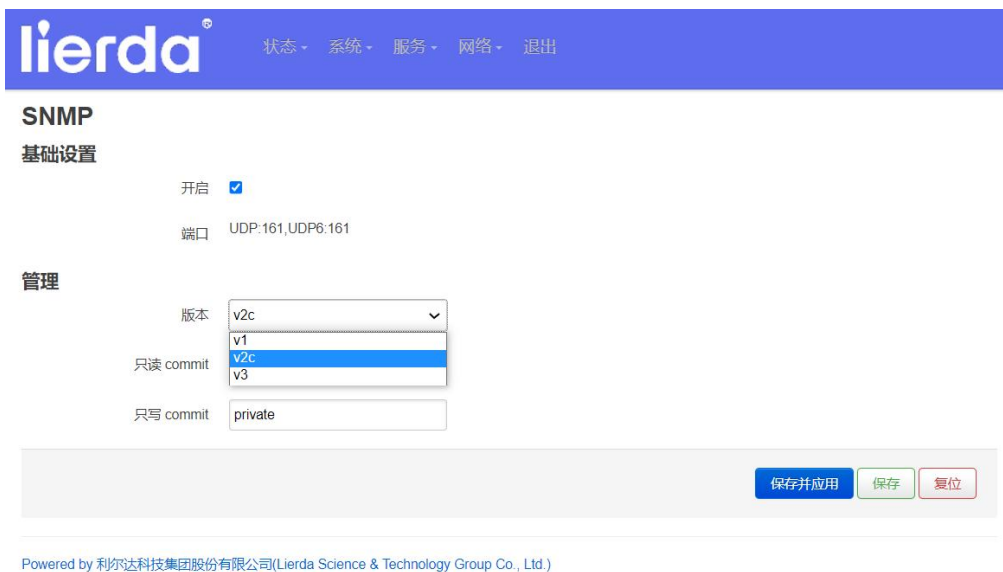 lierda®
状态 系统 服务 网络 退出
SNMP
基础设置
开启
端口 UDP:161,UDP6:161
管理
版本 v2c
v1
v2c
v3
只读 commit
只写 commit private
保存并应用 保存 复位
Powered by 利尔达科技集团股份有限公司(Lierda Science & Technology Group Co., Ltd.)